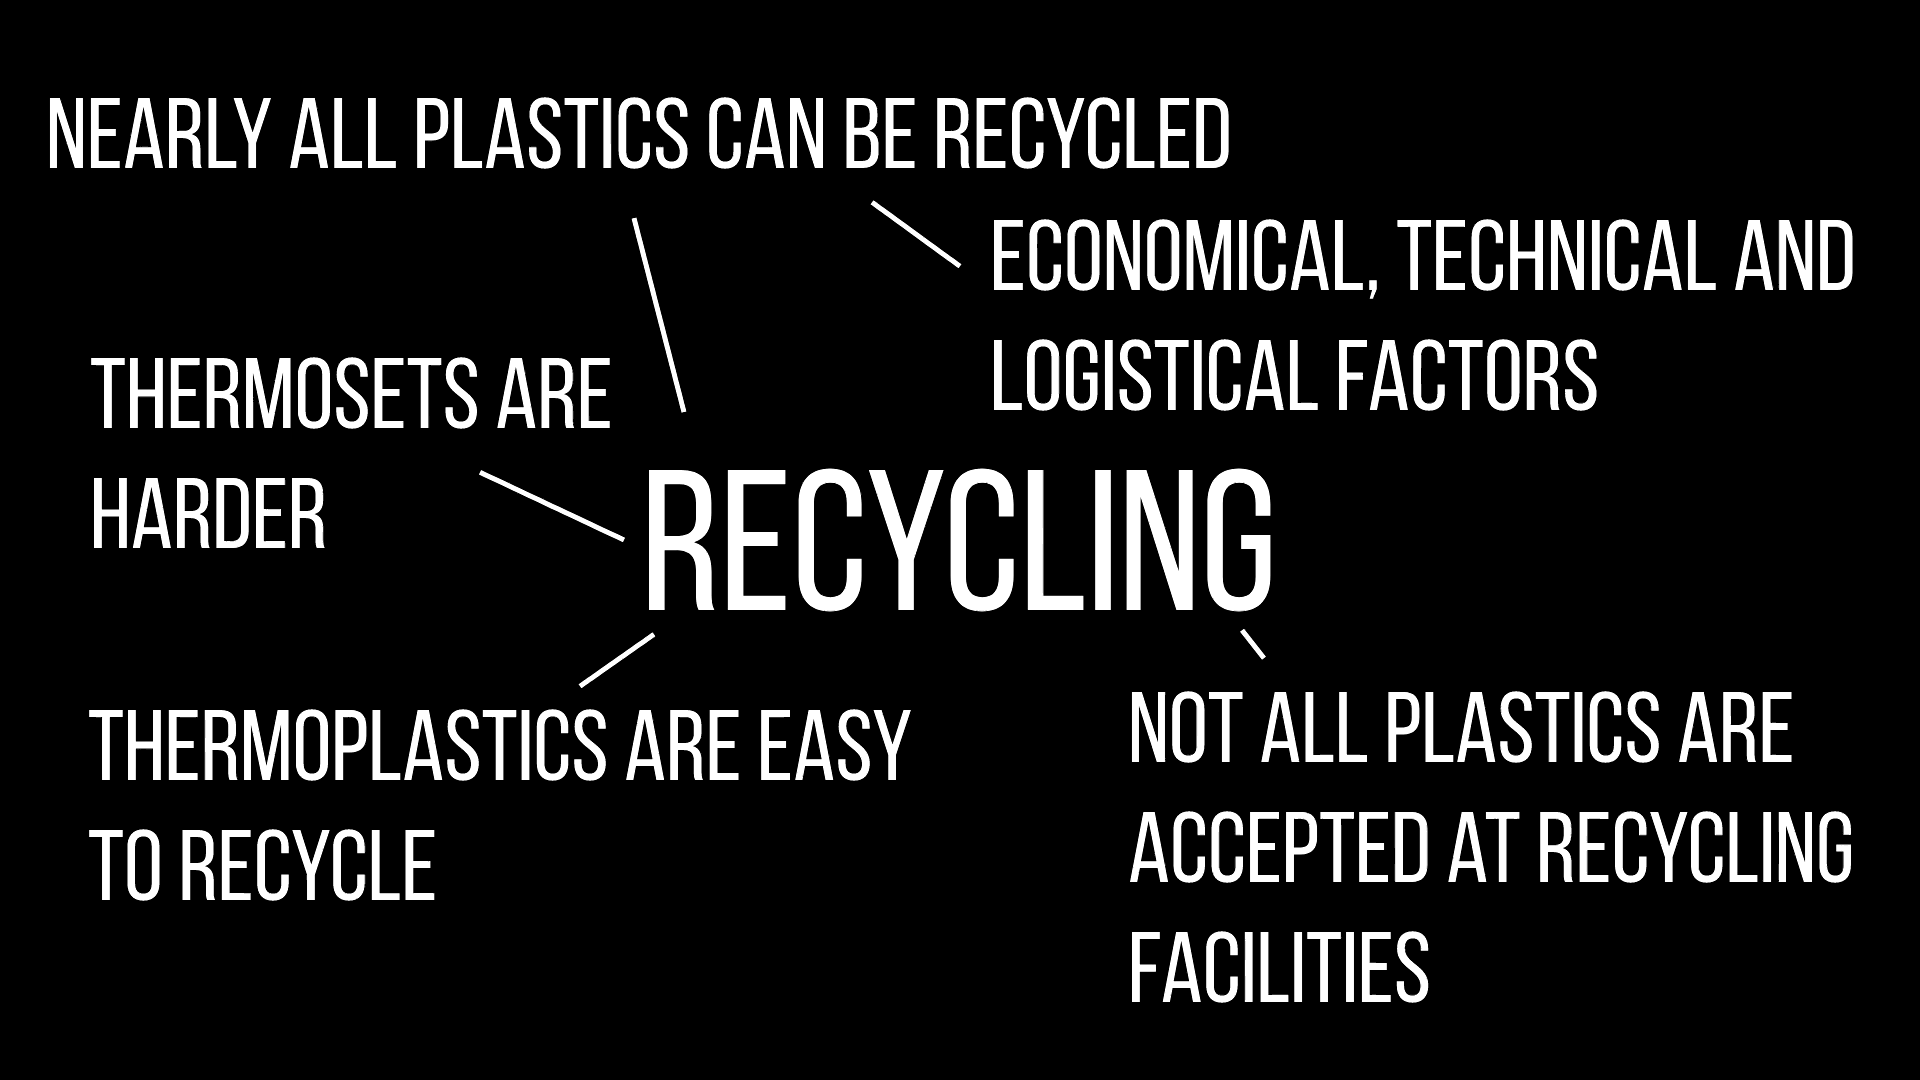 NEARLY ALL PLASTICS CAN BE RECYCLED
ECONOMICAL, TECHNICAL AND
LOGISTICAL FACTORS
THERMOSETS ARE
HARDER
RECYCLING
THERMOPLASTICS ARE EASY
TO RECYCLE
NOT ALL PLASTICS ARE
ACCEPTED AT RECYCLING
FACILITIES